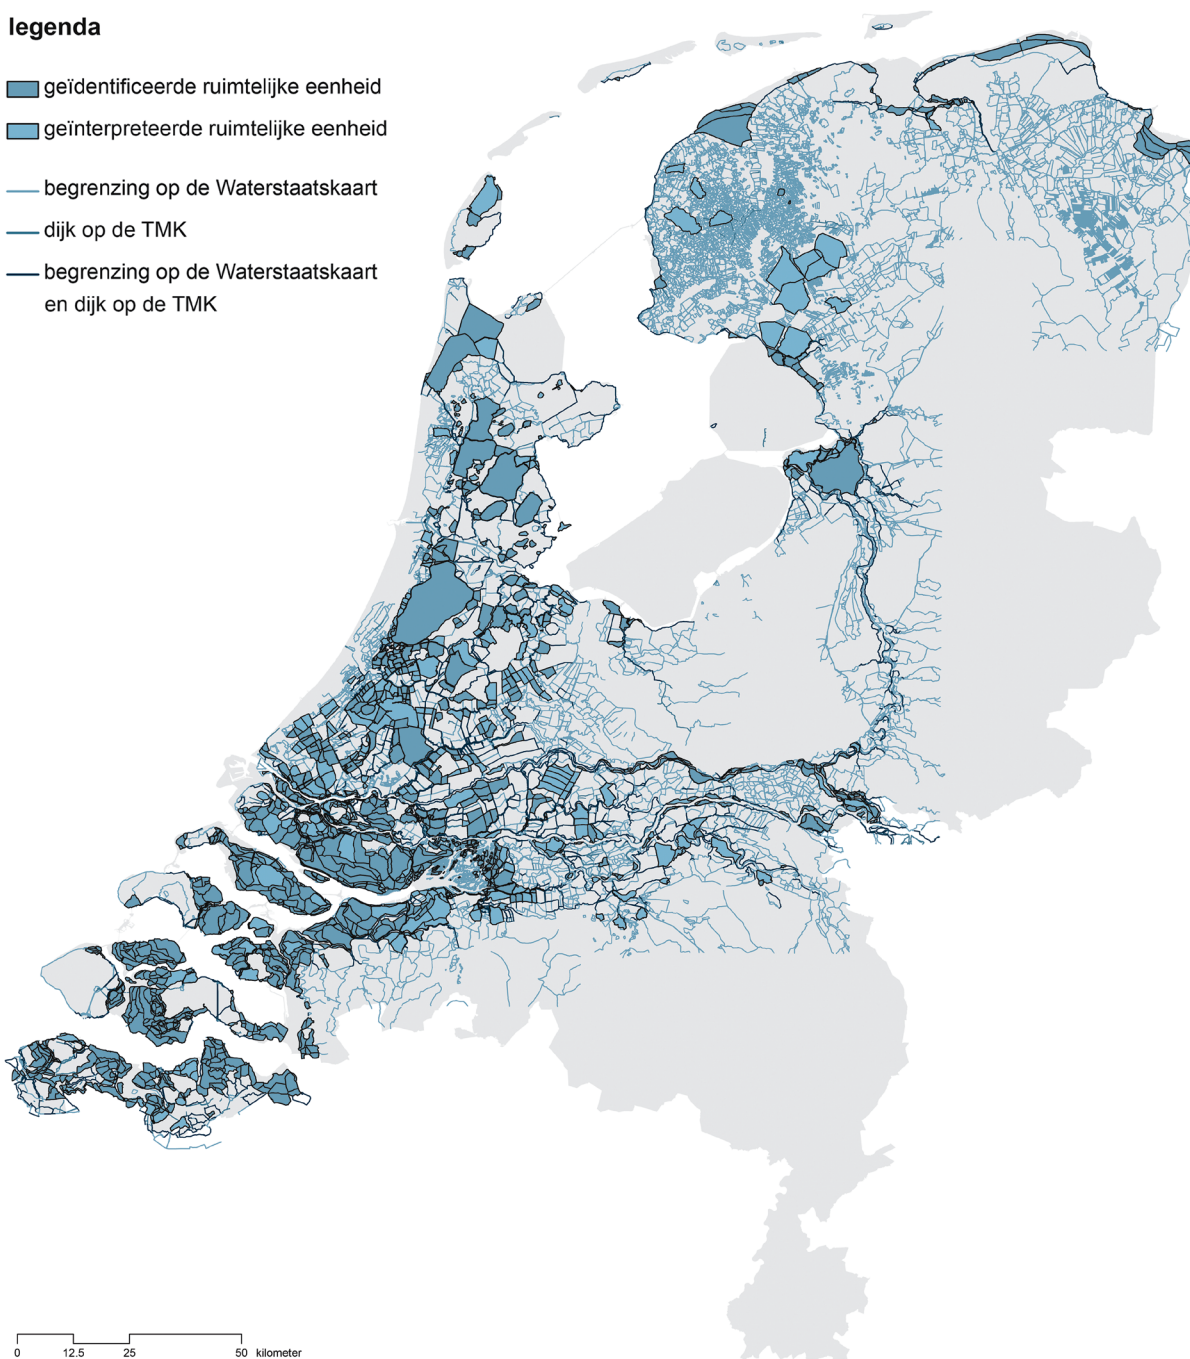 legenda
geïdentificeerde ruimtelijke eenheid
geïnterpreteerde ruimtelijke eenheid
begrenzing op de Waterstaatskaart
dijk op de TMK
begrenzing op de Waterstaatskaart
en dijk op de TMK
0 12.5 25 50 kilometer